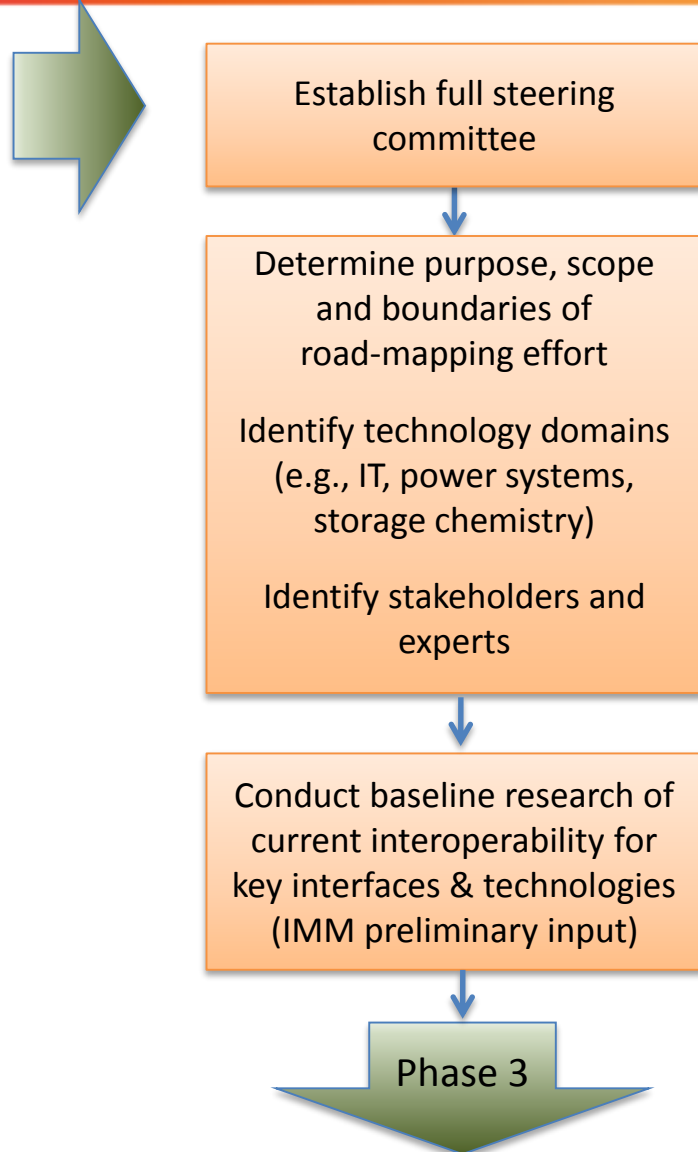 Establish full steering
committee
Determine purpose, scope
and boundaries of
road-mapping effort
Identify technology domains
(e.g., IT, power systems,
storage chemistry)
Identify stakeholders and
experts
Conduct baseline research of
current interoperability for
key interfaces & technologies
(IMM preliminary input)
Phase 3